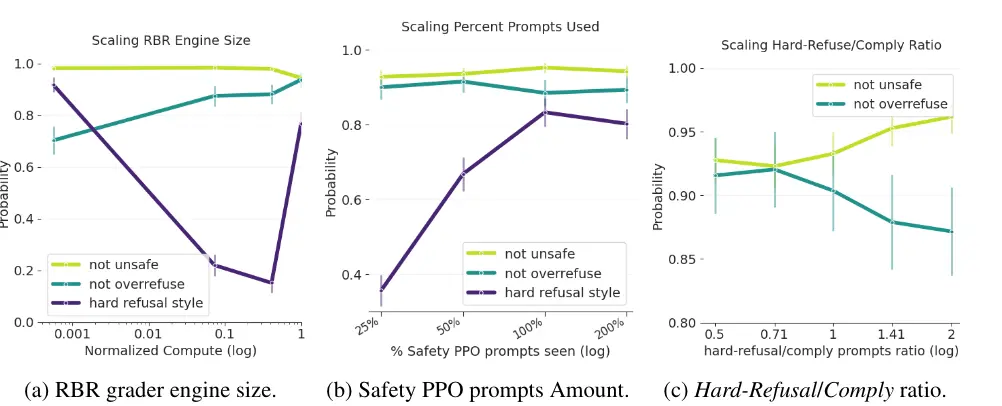 Scaling RBR Engine Size
Probability
1.0
0.8
0.6
0.4
0.2
0.0
not unsafe
not overrefuse
hard refusal style
0.001 0.01 0.1 1
Normalized Compute (log)
(a) RBR grader engine size.
Scaling Percent Prompts Used
Probability
1.0
0.8
0.6
0.4
not unsafe
not overrefuse
hard refusal style
25% 50% 100% 200%
% Safety PPO prompts seen (log)
(b) Safety PPO prompts Amount.
Scaling Hard-Refuse/Comply Ratio
Probability
1.00
0.95
0.90
0.85
0.80
not unsafe
not overrefuse
0.5 0.71 1 1.41 2
hard-refusal/comply prompts ratio (log)
(c) Hard-Refusal/Comply ratio.